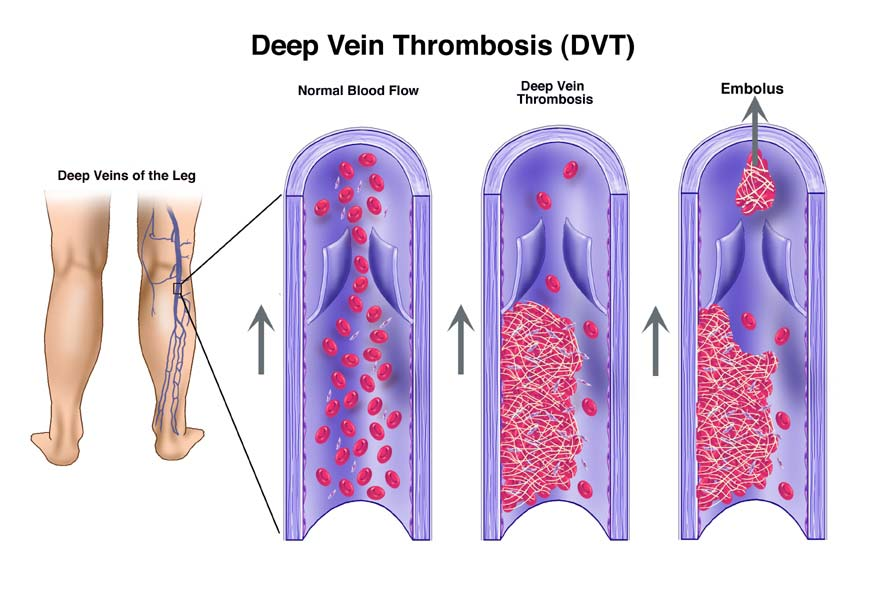 Deep Vein Thrombosis (DVT)
Normal Blood Flow
Deep Vein
Thrombosis
Embolus
Deep Veins of the Leg